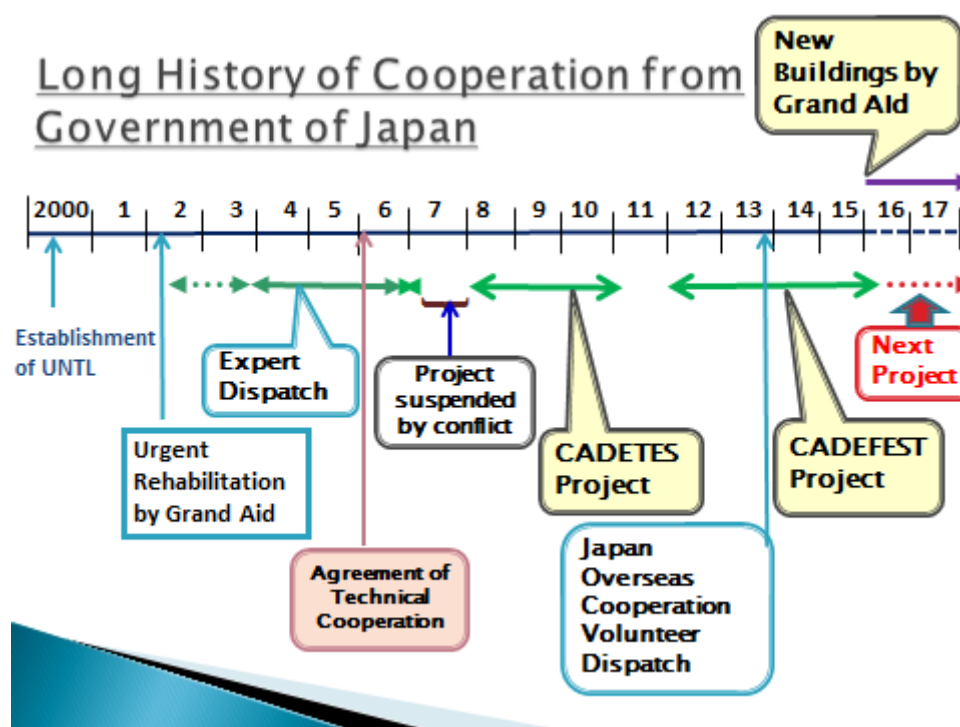 Long History of Cooperation from
Government of Japan
New
Buildings by
Grand AId
2000 1 2 3 4 5 6 7 8 9 10 11 12 13 14 15 16 17
Establishment
of UNTL
Expert
Dispatch
Project
suspended
by conflict
CADETES
Project
CADEFEST
Project
Next
Project
Urgent
Rehabilitation
by Grand Aid
Agreement of
Technical
Cooperation
Japan
Overseas
Cooperation
Volunteer
Dispatch